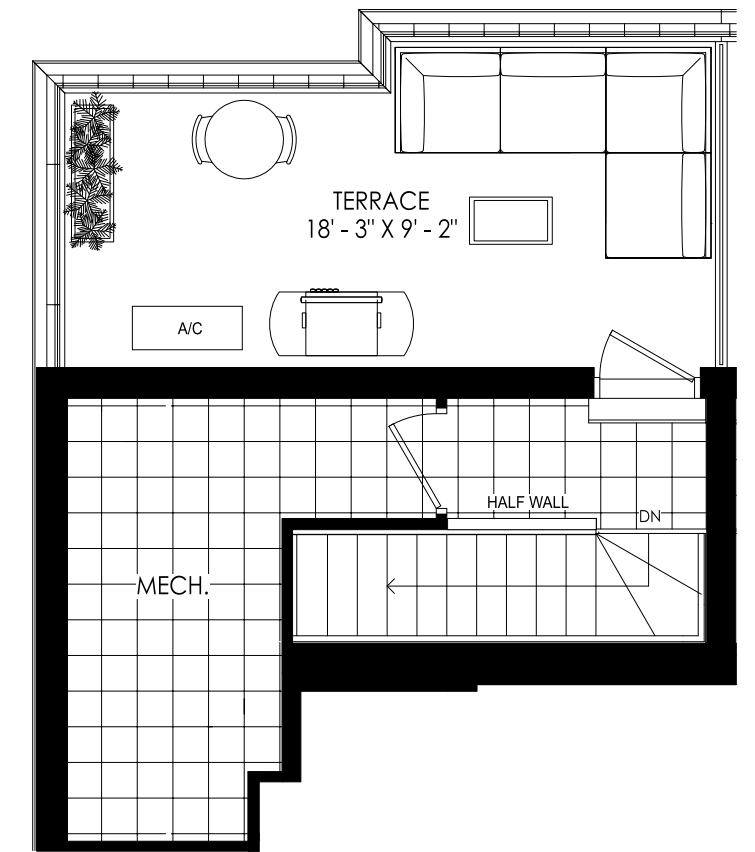 TERRACE
18' - 3" X 9' - 2"
A/C
HALF WALL
DN
MECH.